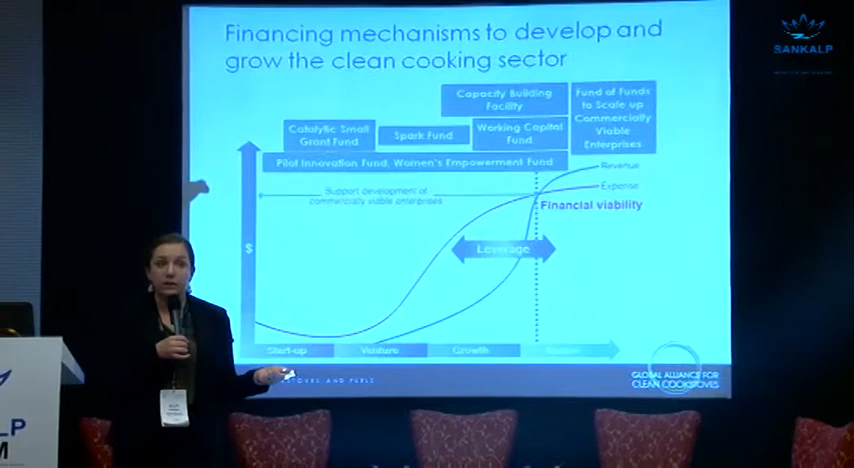 Financing mechanisms to develop and
grow the clean cooking sector
SANKALP
Capacity Building
Facility
Fund of Funds
to Scale up
Commercially
Viable
Enterprises
Catalytic Small
Grant Fund
Spark Fund
Working Capital
Fund
Pilot Innovation Fund, Women's Empowerment Fund
Revenue
Expense
Support development of
commercially viable enterprises
Financial viability
$
Leverage
Start-up
Venture
Growth
AND FUELS
GLOBAL ALLIANCE FOR
CLEAN COOKSTOVES
LP
M